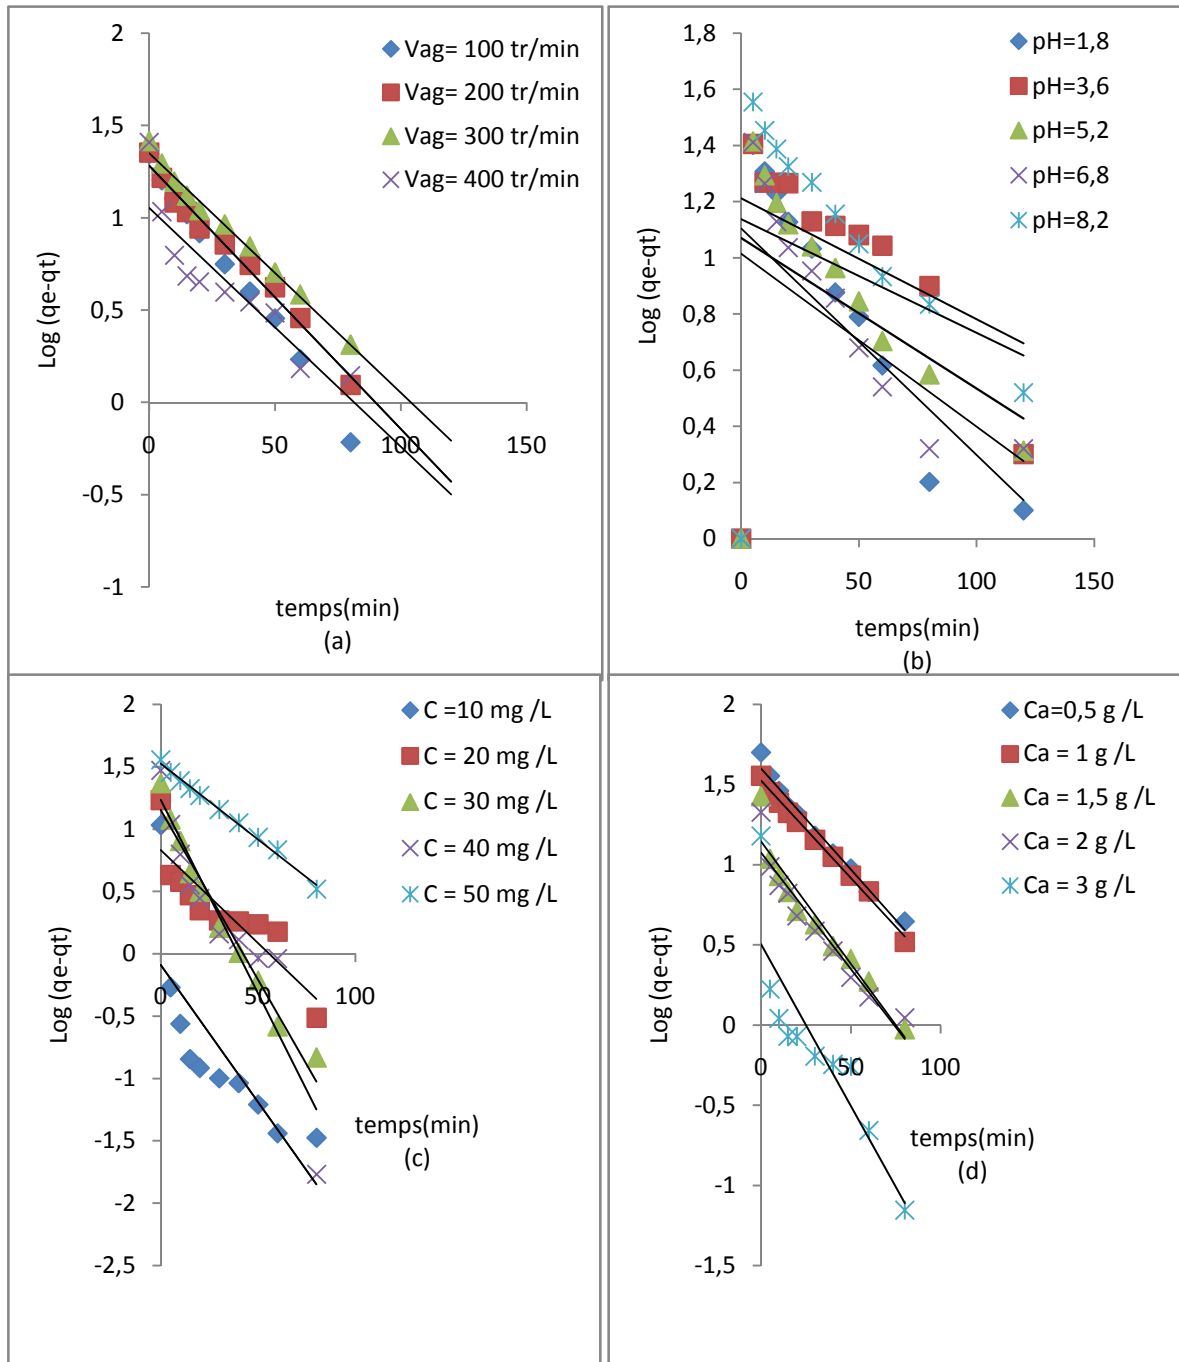 2
1,5
1
0,5
0
-0,5
-1
0
50
100
150
Log (qe-qt)
temps(min)
(a)
Vag= 100 tr/min
Vag= 200 tr/min
Vag= 300 tr/min
Vag= 400 tr/min
1,8
1,6
1,4
1,2
1
0,8
0,6
0,4
0,2
0
0
50
100
150
Log (qe-qt)
temps(min)
(b)
pH=1,8
pH=3,6
pH=5,2
pH=6,8
pH=8,2
2
1,5
1
0,5
0
-0,5
-1
-1,5
-2
-2,5
0
50
100
Log (qe-qt)
temps(min)
(c)
C =10 mg /L
C = 20 mg /L
C = 30 mg /L
C = 40 mg /L
C = 50 mg /L
2
1,5
1
0,5
0
-0,5
-1
-1,5
0
50
100
Log (qe-qt)
temps(min)
(d)
Ca=0,5 g /L
Ca = 1 g /L
Ca = 1,5 g /L
Ca = 2 g /L
Ca = 3 g /L